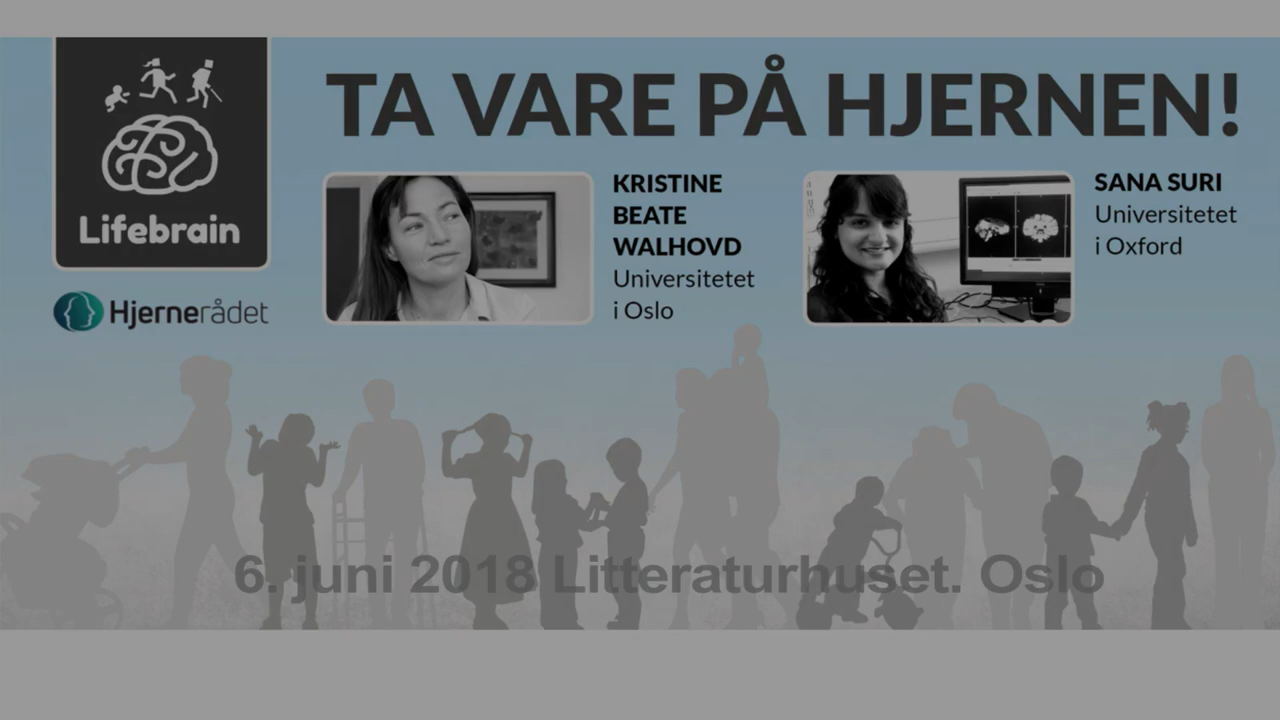 Lifebrain
Hjernerådet
TA VARE PÅ HJERNEN!
KRISTINE
BEATE
WALHOVD
Universitetet
i Oslo
SANA SURI
Universitetet
i Oxford
6. juni 2018 Litteraturhuset. Oslo